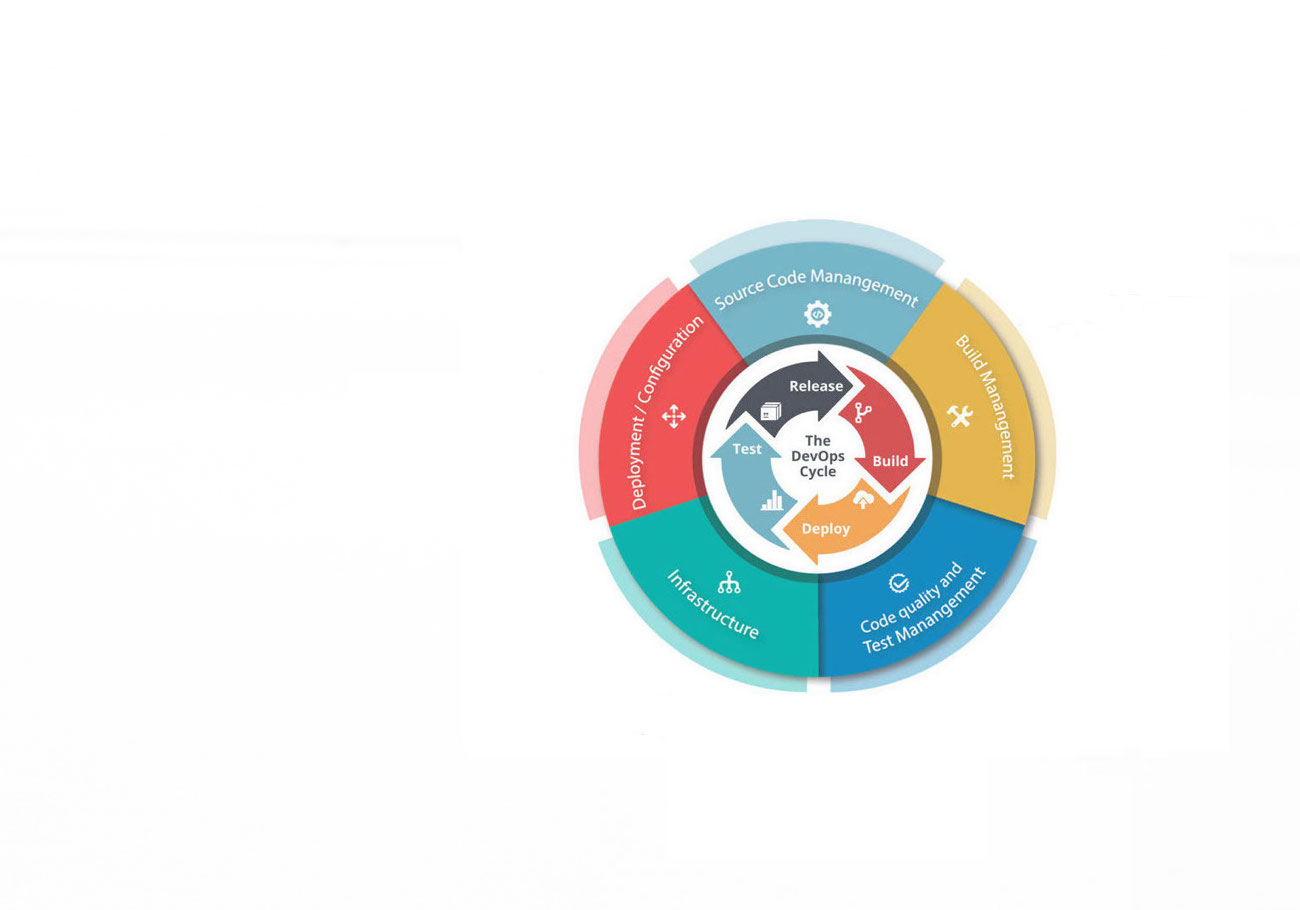 Source Code Manangement
Build Manangement
Code quality and
Test Manangement
Infrastructure
Deployment / Configuration
Release
Build
Deploy
Test
The
DevOps
Cycle